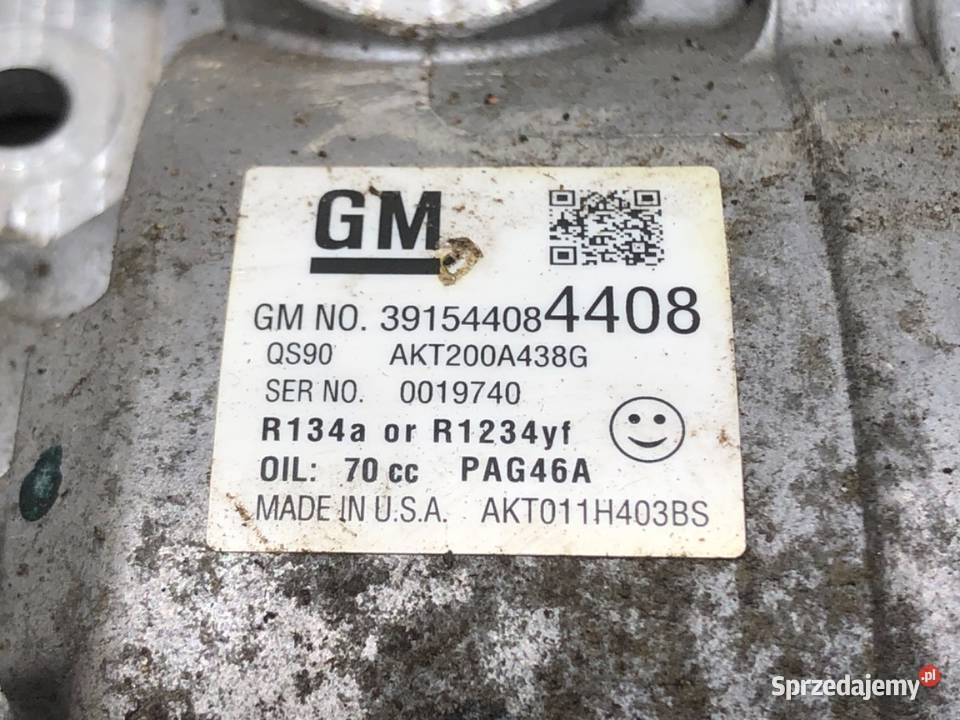 GM
GM NO. 39154408 4408
QS90 AKT200A438G
SER NO. 0019740
R134a or R1234yf
OIL: 70 cc PAG46A
MADE IN U.S.A. AKT011H403BS
Sprzedajemy.pl